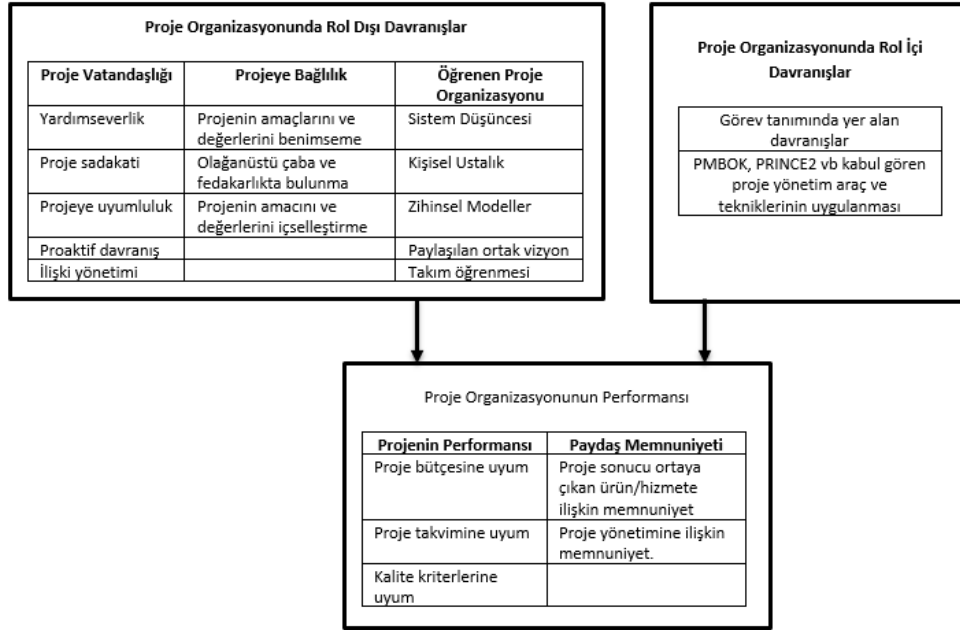 Proje Organizasyonunda Rol Dışı Davranışlar
Proje Vatandaşlığı
Projeye Bağlılık
Öğrenen Proje
Organizasyonu
Yardımseverlik
Projenin amaçlarını ve
değerlerini benimseme
Sistem Düşüncesi
Proje sadakati
Olağanüstü çaba ve
fedakarlıkta bulunma
Kişisel Ustalık
Projeye uyumluluk
Projenin amacını ve
değerlerini içselleştirme
Zihinsel Modeller
Proaktif davranış
Paylaşılan ortak vizyon
İlişki yönetimi
Takım öğrenmesi
Proje Organizasyonunda Rol İçi
Davranışlar
Görev tanımında yer alan
davranışlar
PMBOK, PRINCE2 vb kabul gören
proje yönetim araç ve
tekniklerinin uygulanması
Proje Organizasyonunun Performansı
Projenin Performansı
Paydaş Memnuniyeti
Proje bütçesine uyum
Proje sonucu ortaya
çıkan ürün/hizmete
ilişkin memnuniyet
Proje takvimine uyum
Proje yönetimine ilişkin
memnuniyet.
Kalite kriterlerine
uyum